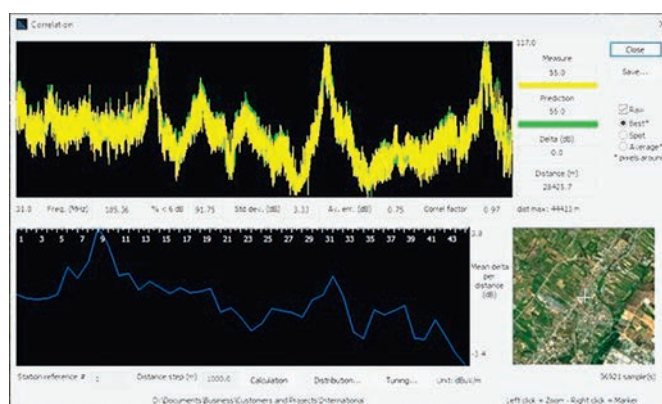 Correlation
117.0
Close
Measure
55.0
Save...
Prediction
55.0
Raw
Best*
Delta (dB)
Spot
0.0
Average*
Distance (m)
* pixels around
28421.7
31.0 Freq. (MHz) 185.36 % < 6 dB 91.75 Std dev. (dB) 3.33 Av. err. (dB) 0.75 Correl factor 0.97 dist max: 44413 m
1 3 5 7 9 11 13 15 17 19 21 23 25 27 29 31 33 35 37 39 41 43
Mean delta
per
distance
(dB)
-3.4
Station reference # 1 Distance step (m) 1000.0 Calculation Distribution... Tuning... Unit: dBuV/m 36921 sample(s)
D:\Documents\Business\Customers and Projects\International Left click = Zoom - Right click = Marker